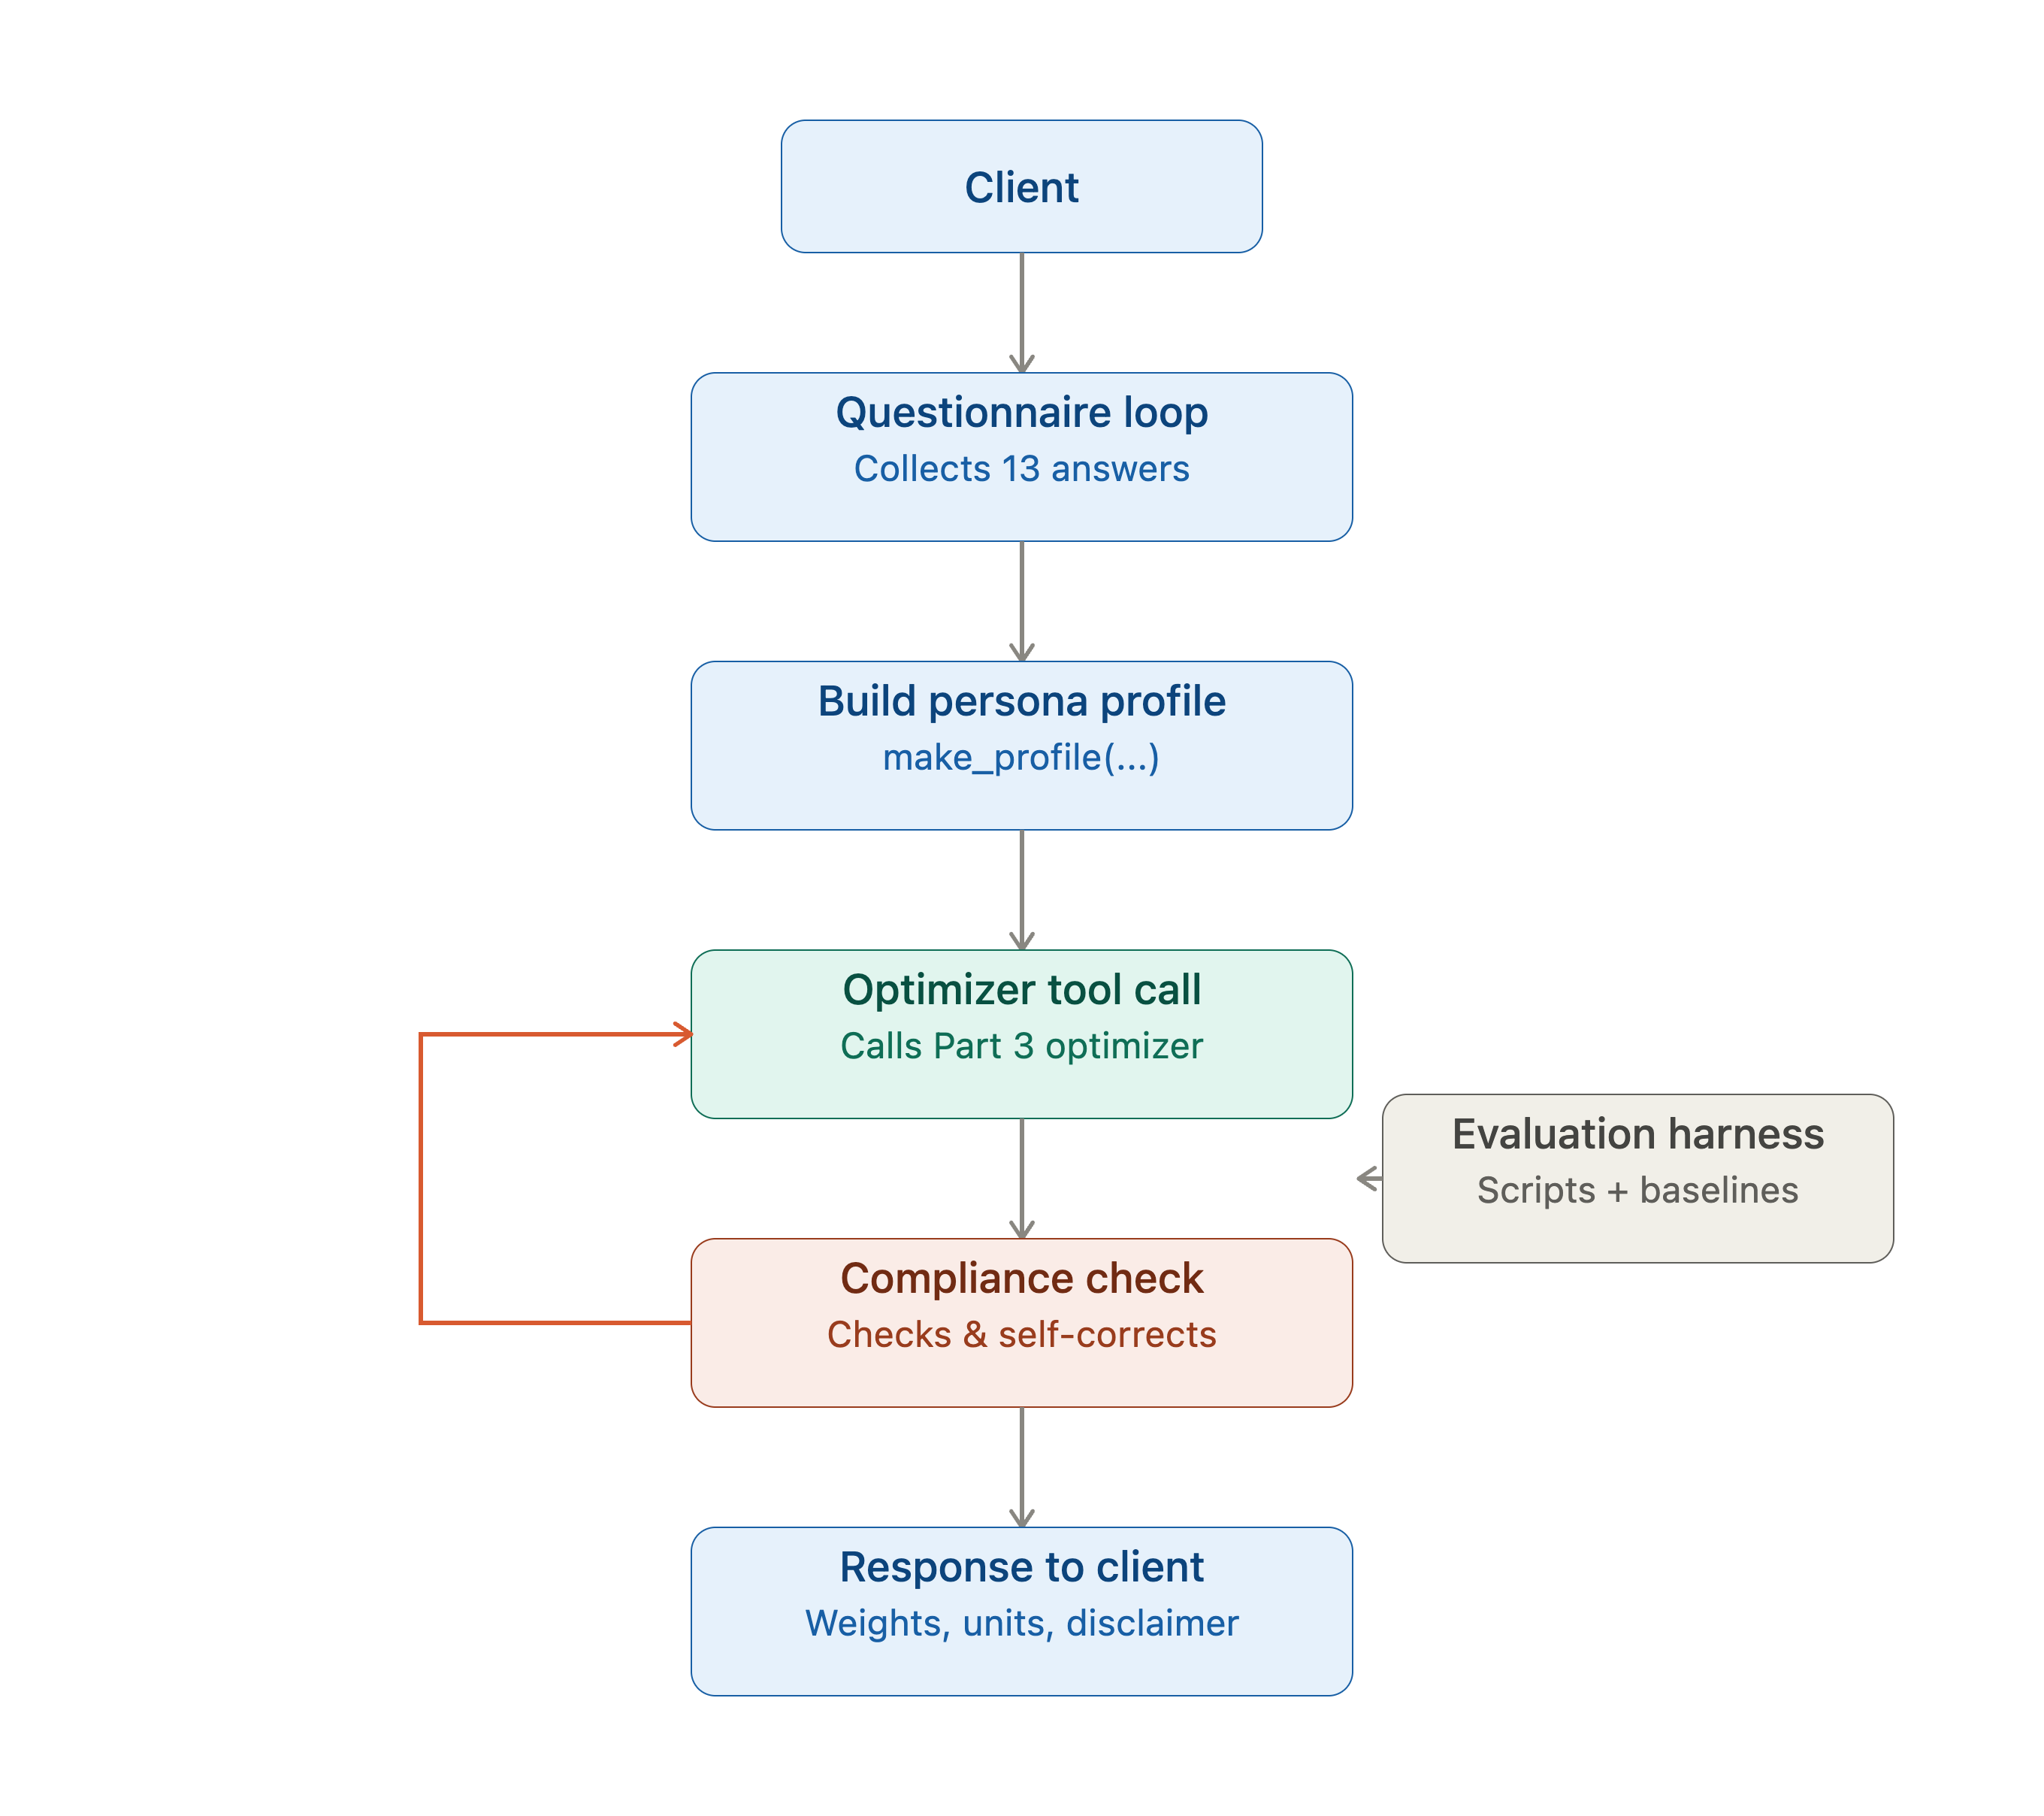 Client
Questionnaire loop
Collects 13 answers
Build persona profile
make_profile(...)
Optimizer tool call
Calls Part 3 optimizer
Evaluation harness
Scripts + baselines
Compliance check
Checks & self-corrects
Response to client
Weights, units, disclaimer